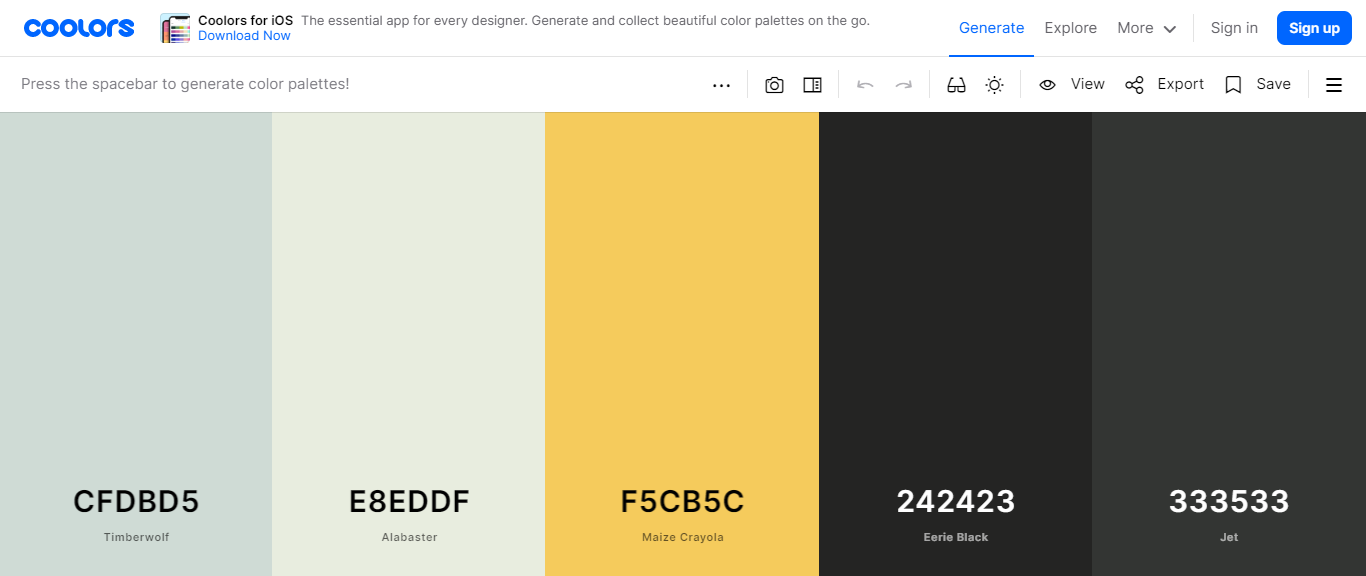 coolors
Coolors for iOS The essential app for every designer. Generate and collect beautiful color palettes on the go.
Download Now
Generate
Explore
More
Sign in
Sign up
Press the spacebar to generate color palettes!
View
Export
Save
CFDBD5
Timberwolf
E8EDDF
Alabaster
F5CB5C
Maize Crayola
242423
Eerie Black
333533
Jet